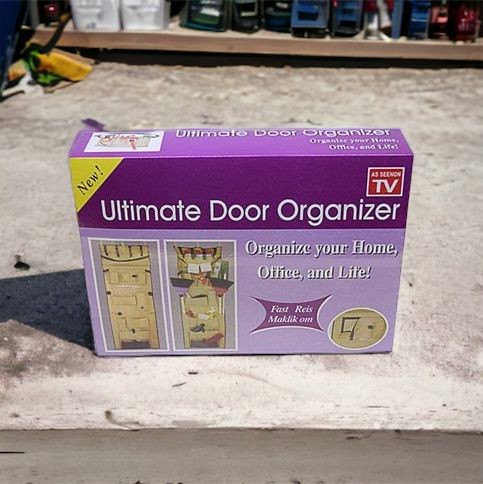 Ultimate Door Organizer
Organize your Home,
Office, and Life!
New!
AS SEEN ON
TV
Ultimate Door Organizer
Organize your Home,
Office, and Life!
Fast Reis
Maklik om